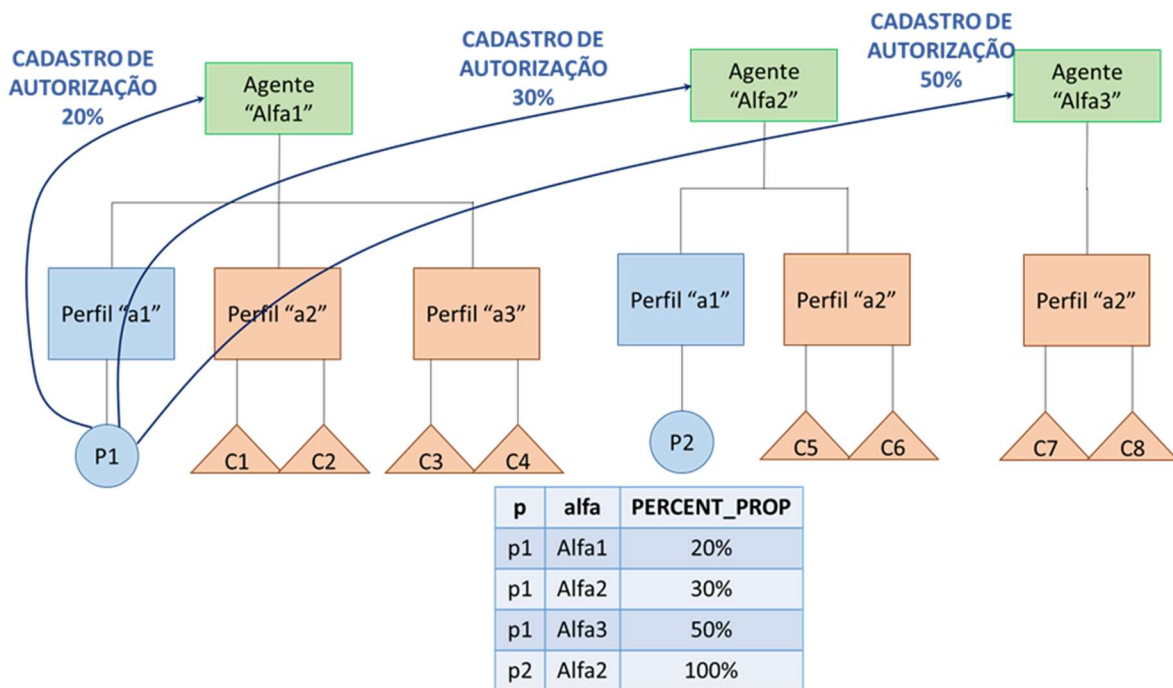 CADASTRO DE
AUTORIZAÇÃO
20%
Agente
“Alfa1”
CADASTRO DE
AUTORIZAÇÃO
30%
Agente
“Alfa2”
CADASTRO DE
AUTORIZAÇÃO
50%
Agente
“Alfa3”
Perfil “a1”
Perfil “a2”
Perfil “a3”
Perfil “a1”
Perfil “a2”
Perfil “a2”
P1
C1
C2
C3
C4
P2
C5
C6
C7
C8
p alfa PERCENT_PROP
p1 Alfa1 20%
p1 Alfa2 30%
p1 Alfa3 50%
p2 Alfa2 100%